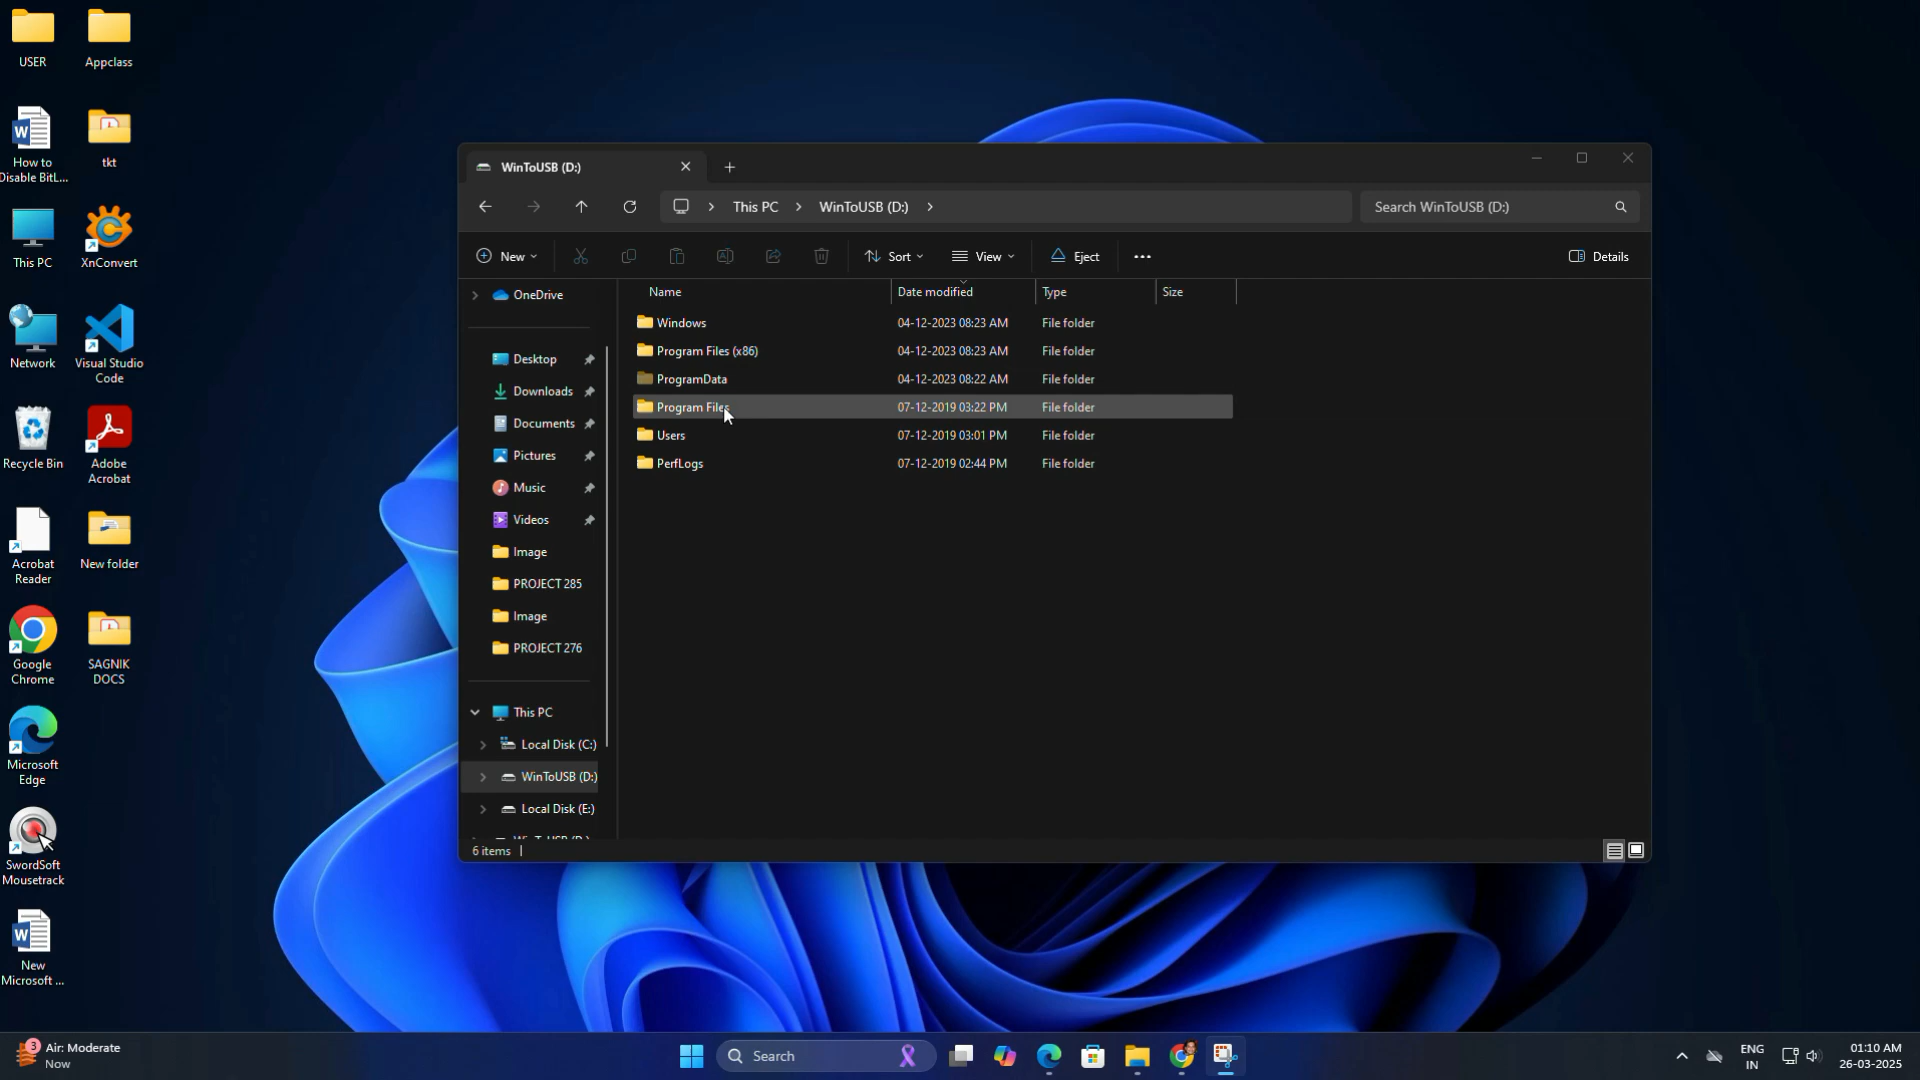 USER
Appclass
How to
Disable BitL...
tkt
This PC
XnConvert
Network
Visual Studio
Code
Recycle Bin
Adobe
Acrobat
Acrobat
Reader
New folder
Google
Chrome
SAGNIK
DOCS
Microsoft
Edge
SwordSoft
Mousetrack
New
Microsoft ...
WinToUSB (D:)
This PC
WinToUSB (D:)
Search WinToUSB (D:)
New
Sort
View
Eject
Details
OneDrive
Desktop
Downloads
Documents
Pictures
Music
Videos
Image
PROJECT 285
Image
PROJECT 276
This PC
Local Disk (C:)
WinToUSB (D:)
Local Disk (E:)
Name Date modified Type Size
Windows 04-12-2023 08:23 AM File folder
Program Files (x86) 04-12-2023 08:23 AM File folder
ProgramData 04-12-2023 08:22 AM File folder
Program Files 07-12-2019 03:22 PM File folder
Users 07-12-2019 03:01 PM File folder
PerfLogs 07-12-2019 02:44 PM File folder
6 items
3
Air: Moderate
Now
Search
ENG
IN
01:10 AM
26-03-2025